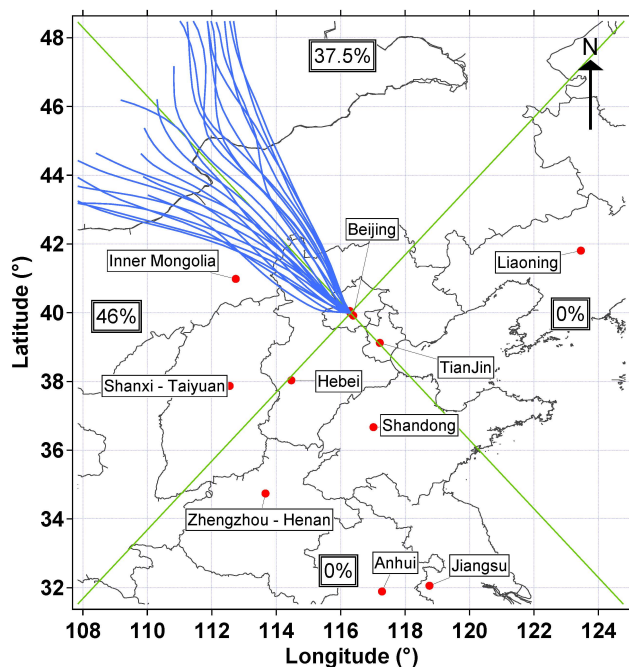 48
46
44
42
40
38
36
34
32
Latitude (°)
37.5%
N
Beijing
Inner Mongolia
Liaoning
46%
0%
TianJin
Shanxi - Taiyuan
Hebei
Shandong
Zhengzhou - Henan
0%
Anhui
Jiangsu
108 110 112 114 116 118 120 122 124
Longitude (°)